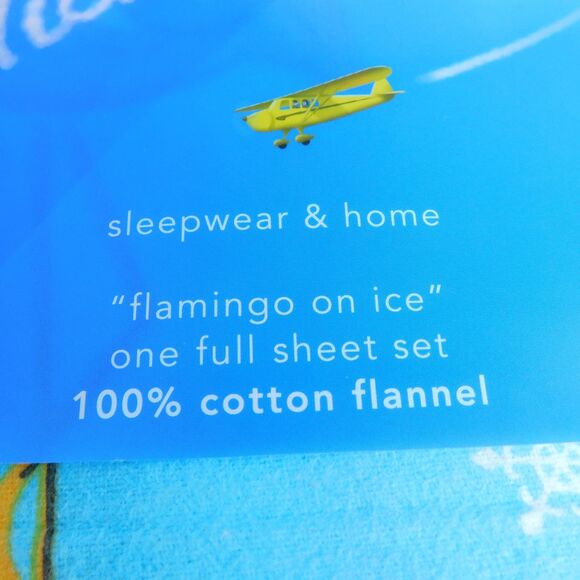 sleepwear & home
“flamingo on ice”
one full sheet set
100% cotton flannel